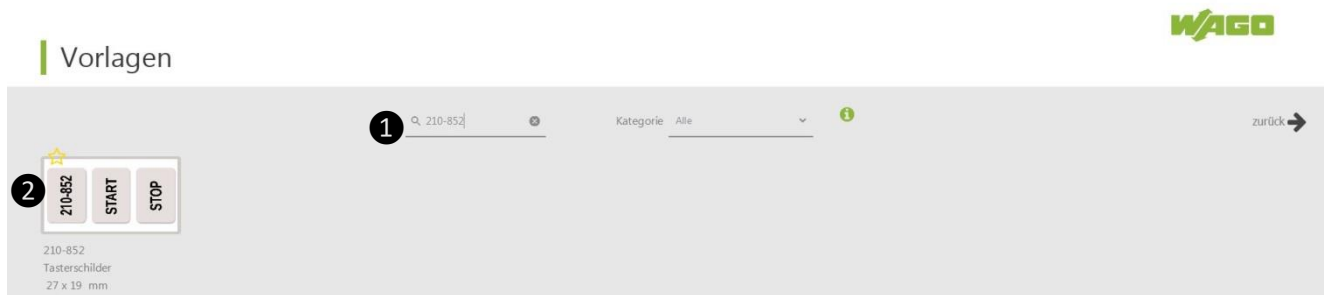 WAGO
Vorlagen
1 210-852 Kategorie Alle zurück
2 210-852 START STOP
210-852
Tasterschilder
27 x 19 mm